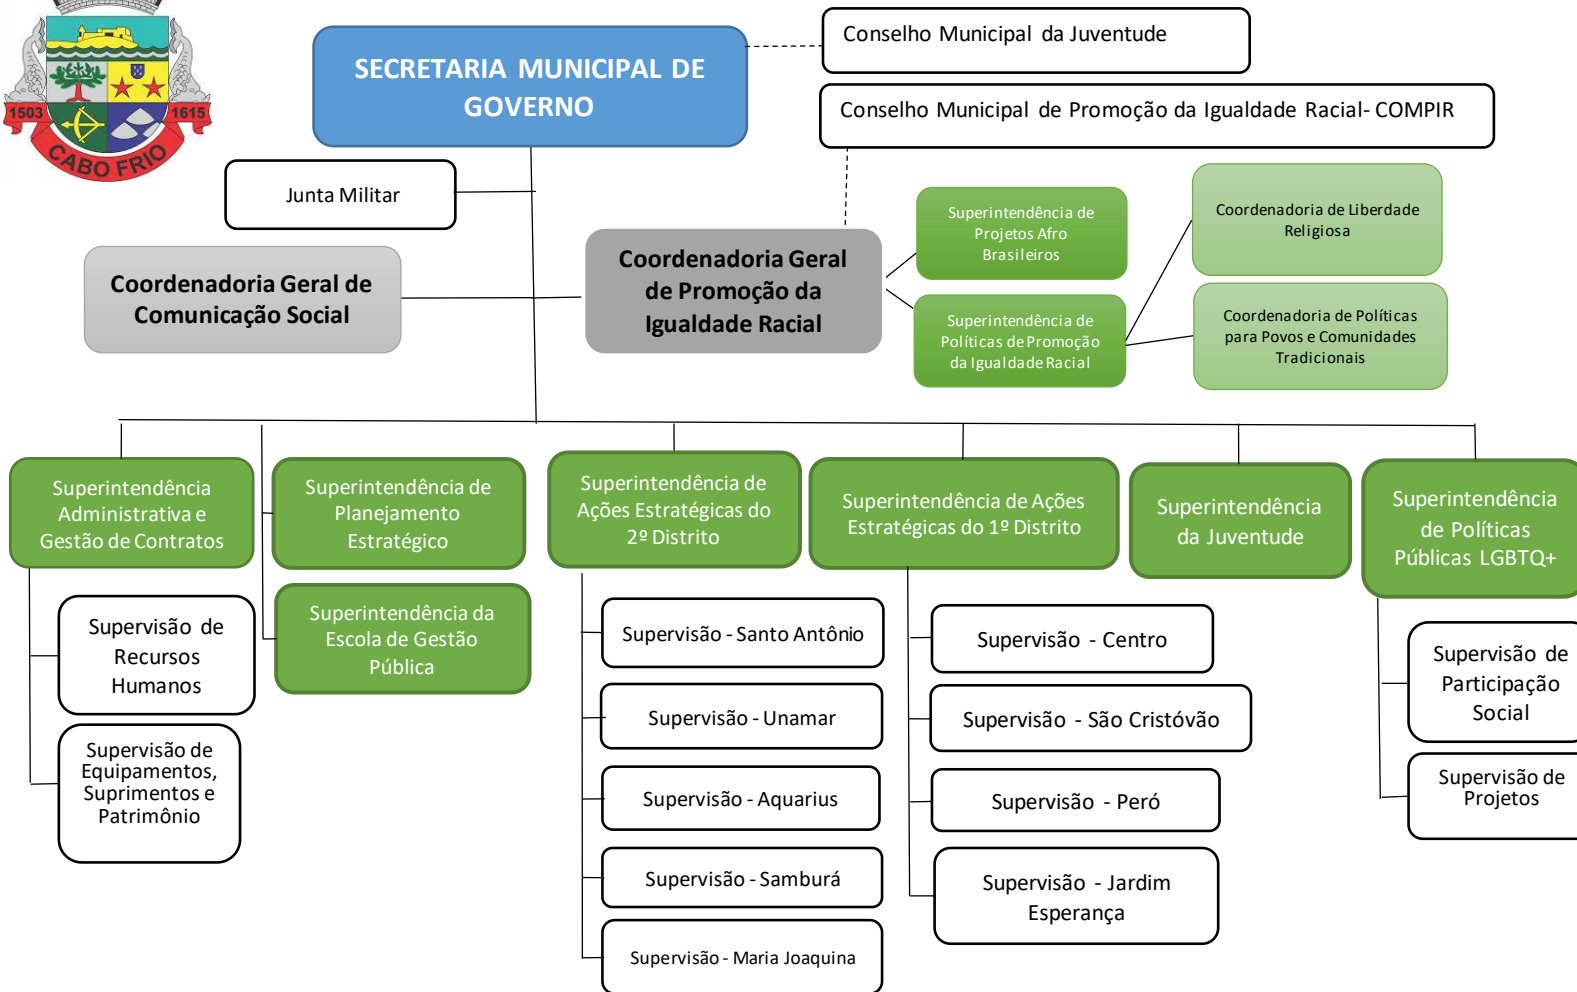 1503
1615
CABO FRIO
SECRETARIA MUNICIPAL DE
GOVERNO
Conselho Municipal da Juventude
Conselho Municipal de Promoção da Igualdade Racial- COMPIR
Junta Militar
Coordenadoria Geral de
Comunicação Social
Coordenadoria Geral
de Promoção da
Igualdade Racial
Superintendência de
Projetos Afro
Brasileiros
Superintendência de
Políticas de Promoção
da Igualdade Racial
Coordenadoria de Liberdade
Religiosa
Coordenadoria de Políticas
para Povos e Comunidades
Tradicionais
Superintendência
Administrativa e
Gestão de Contratos
Supervisão de
Recursos
Humanos
Supervisão de
Equipamentos,
Suprimentos e
Patrimônio
Superintendência de
Planejamento
Estratégico
Superintendência da
Escola de Gestão
Pública
Superintendência de
Ações Estratégicas do
2º Distrito
Supervisão - Santo Antônio
Supervisão - Unamar
Supervisão - Aquarius
Supervisão - Samburá
Supervisão - Maria Joaquina
Superintendência de Ações
Estratégicas do 1º Distrito
Supervisão - Centro
Supervisão - São Cristóvão
Supervisão - Peró
Supervisão - Jardim
Esperança
Superintendência
da Juventude
Superintendência
de Políticas
Públicas LGBTQ+
Supervisão de
Participação
Social
Supervisão de
Projetos